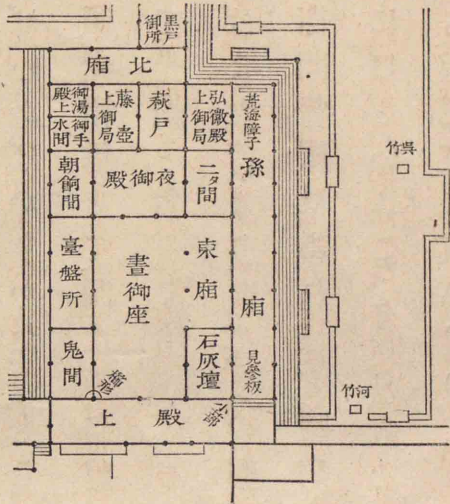 黒戸
御所
北廂
御湯
殿上
御手
水間
藤壺
上御局
萩戸
弘徽殿
上御局
荒海障子
孫廂
呉竹
朝餉間
夜御殿
二タ間
臺盤所
晝御座
東廂
鬼間
石灰壇
見參板
河竹
殿上